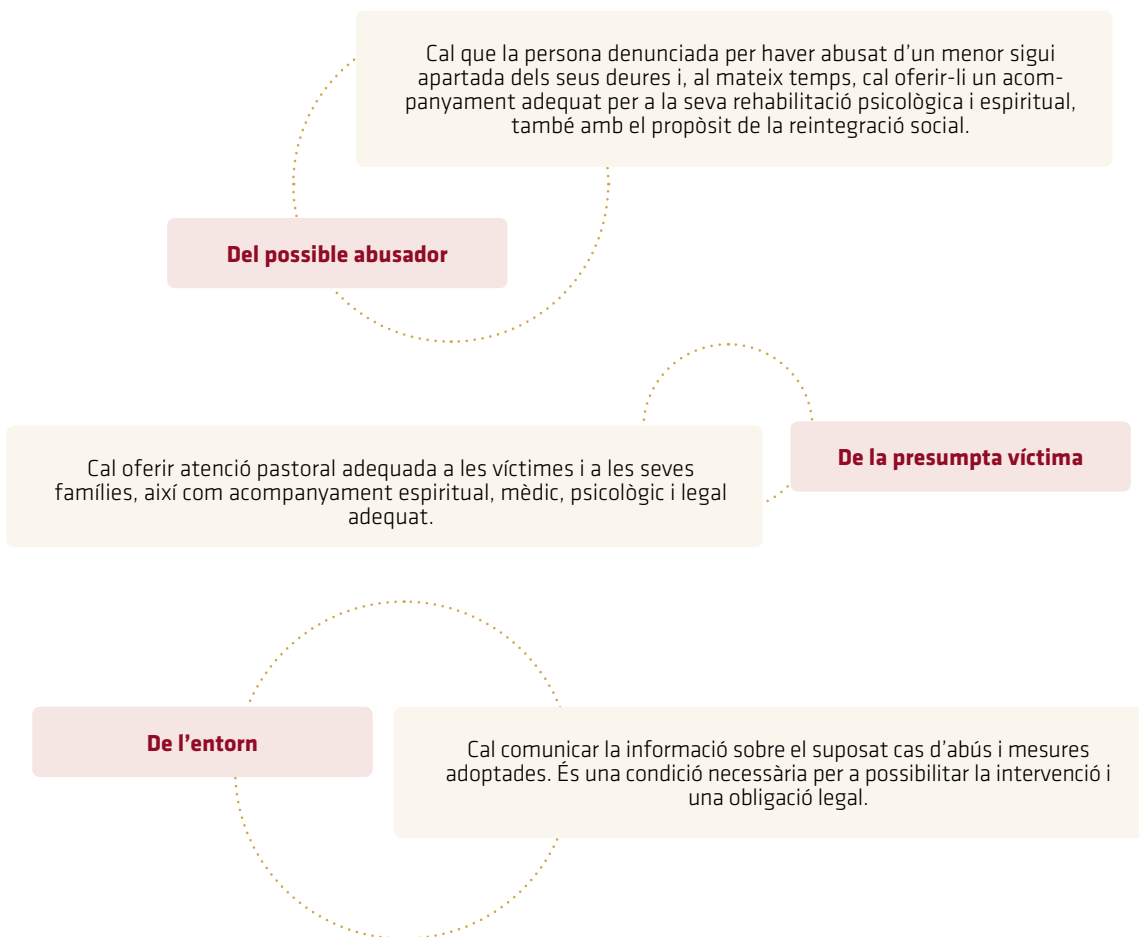 Cal que la persona denunciada per haver abusat d’un menor sigui
apartada dels seus deures i, al mateix temps, cal oferir-li un acom-
panyament adequat per a la seva rehabilitació psicològica i espiritual,
també amb el propòsit de la reintegració social.
Del possible abusador
Cal oferir atenció pastoral adequada a les víctimes i a les seves
famílies, així com acompanyament espiritual, mèdic, psicològic i legal
adequat.
De la presumpta víctima
De l’entorn
Cal comunicar la informació sobre el suposat cas d’abús i mesures
adoptades. És una condició necessària per a possibilitar la intervenció i
una obligació legal.